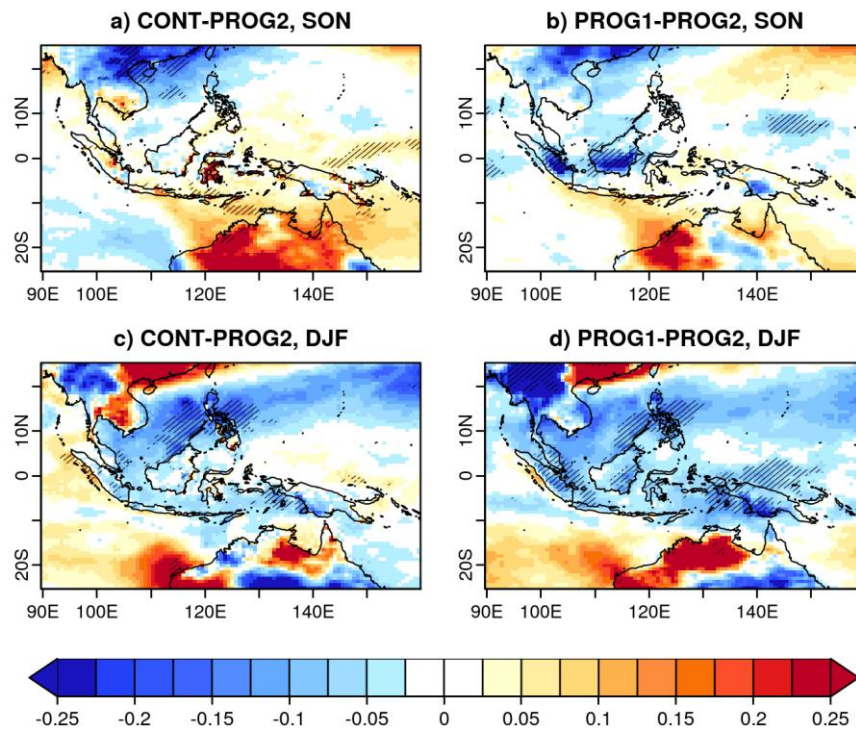 a) CONT-PROG2, SON
b) PROG1-PROG2, SON
10N
0
20S
90E 100E 120E 140E
10N
0
20S
90E 100E 120E 140E
c) CONT-PROG2, DJF
d) PROG1-PROG2, DJF
10N
0
20S
90E 100E 120E 140E
10N
0
20S
90E 100E 120E 140E
-0.25 -0.2 -0.15 -0.1 -0.05 0 0.05 0.1 0.15 0.2 0.25